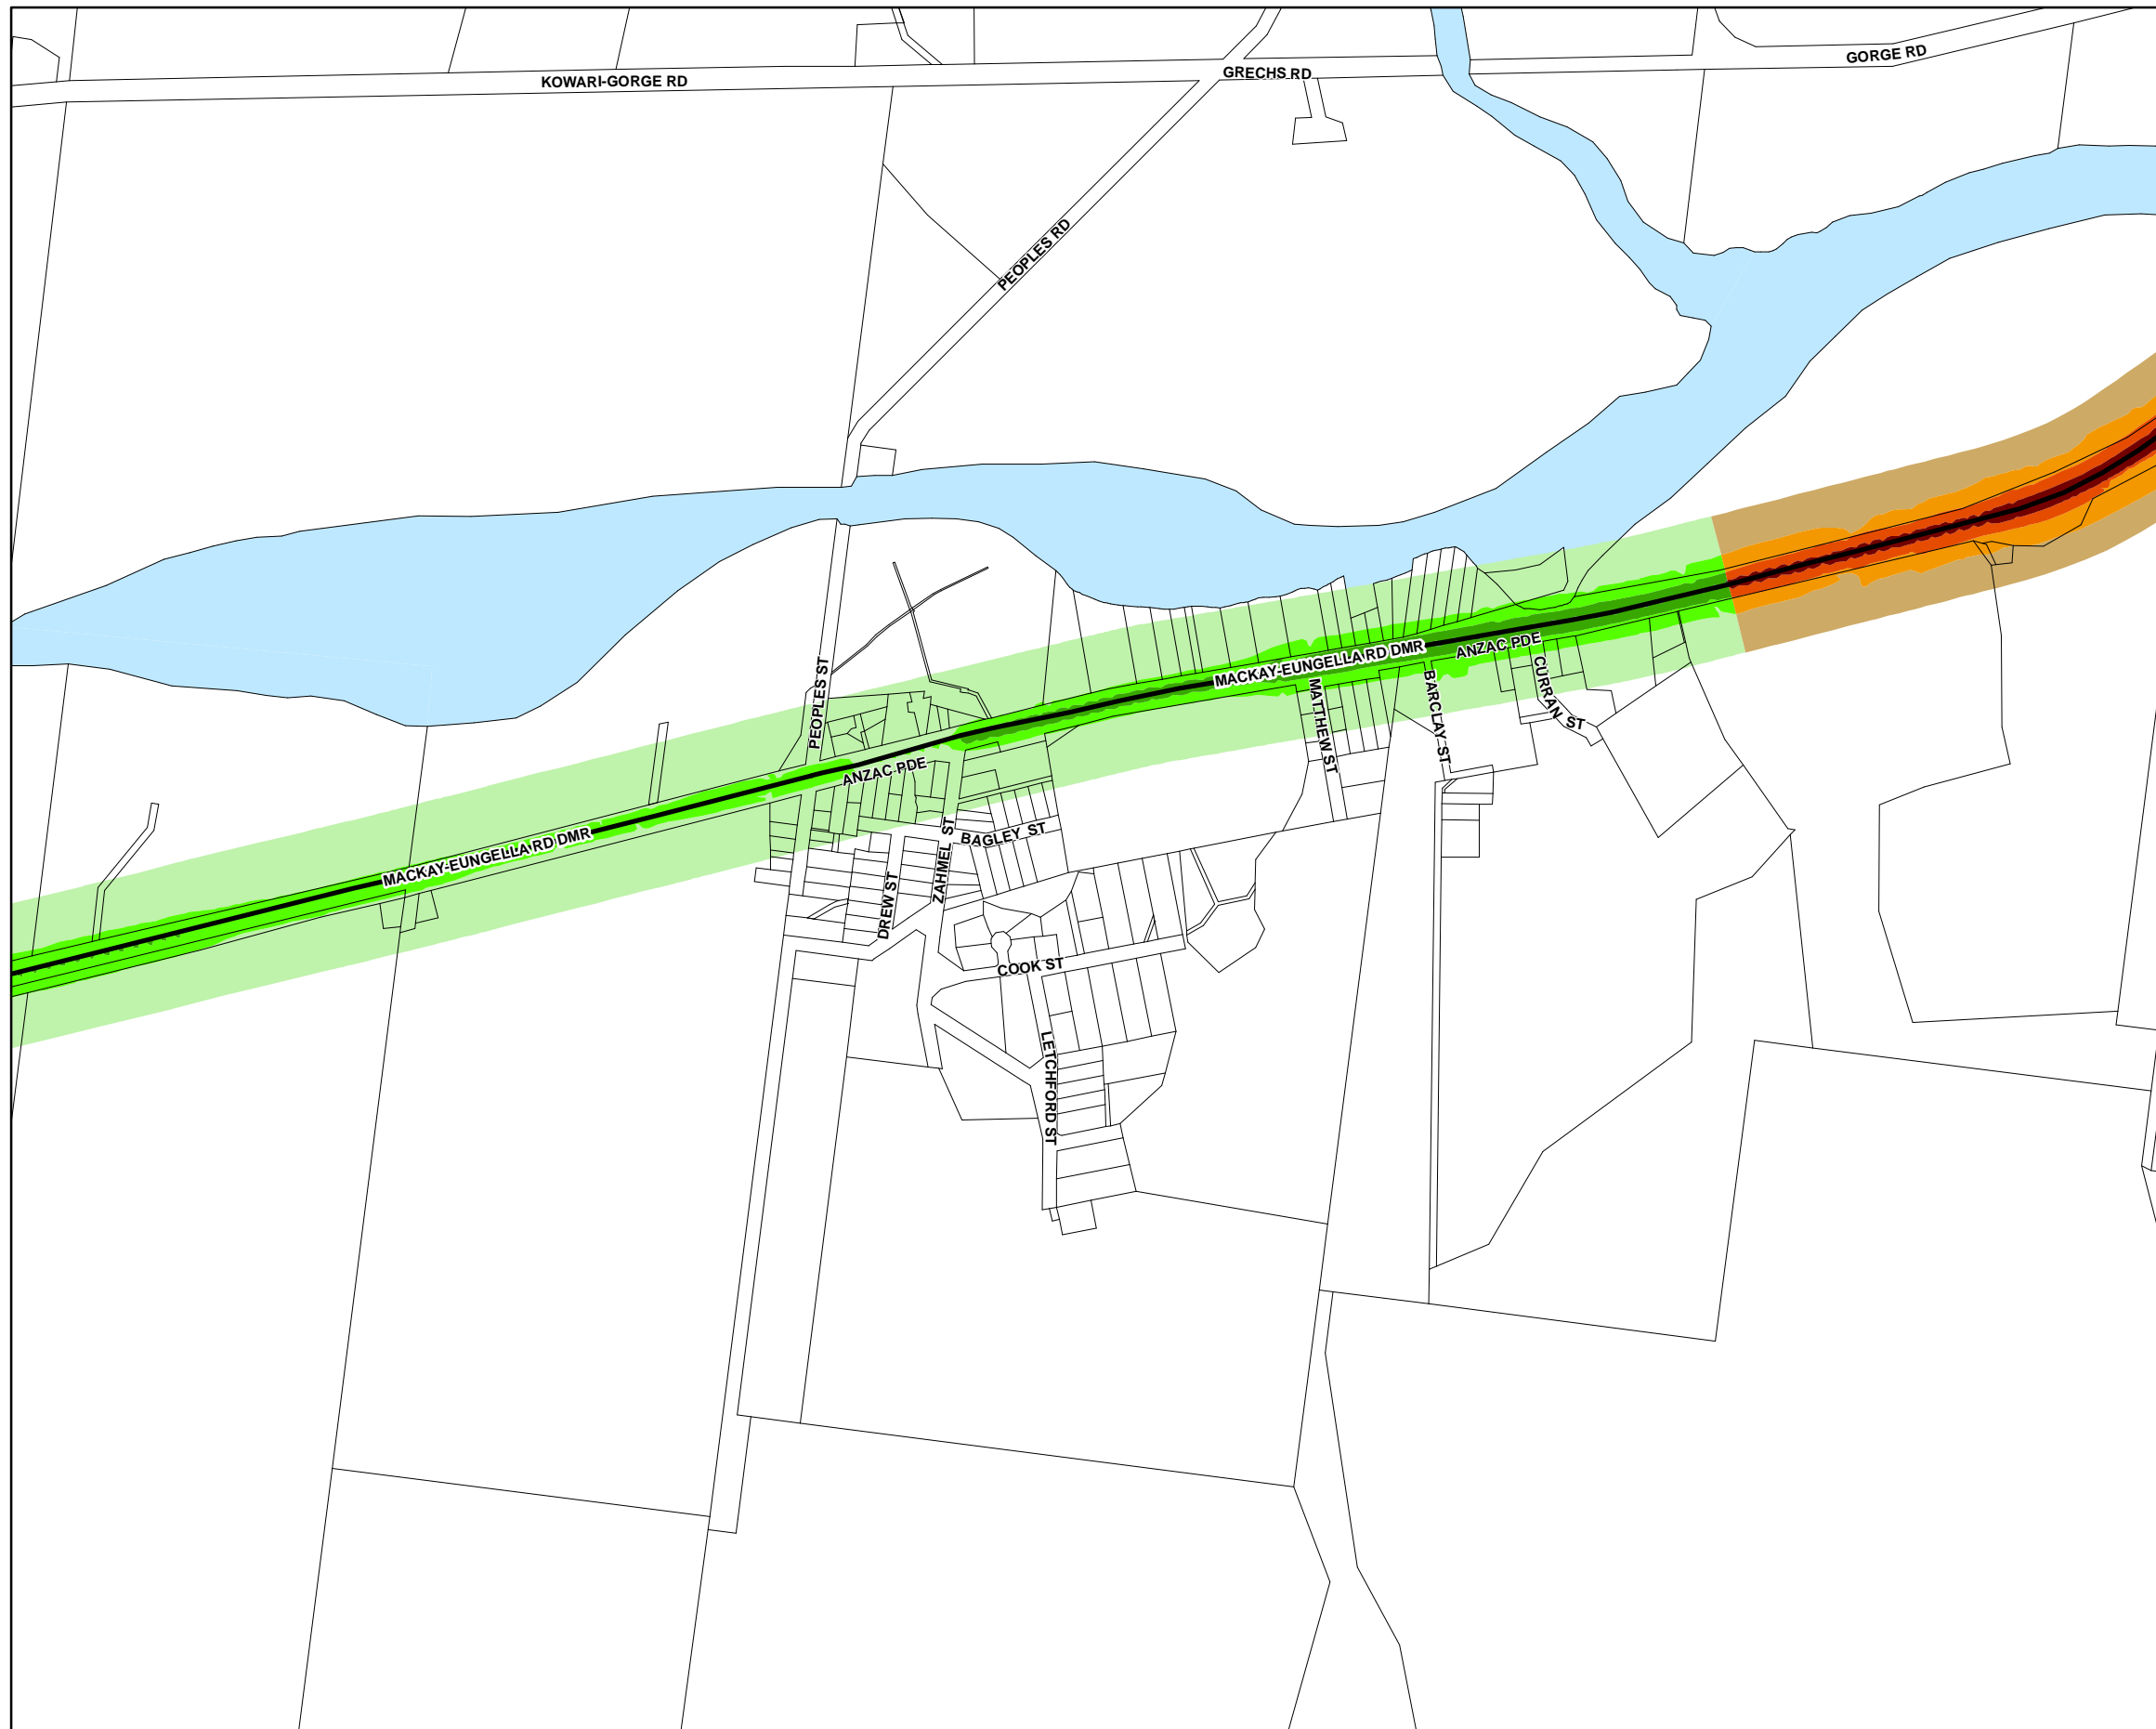 GORGE RD
GRECHS RD
KOWARI-GORGE RD
PEOPLES RD
ANZAC PDE
MACKAY-EUNGELLA RD DMR
PEOPLES ST
MATTHEW ST
BARCLAY ST
CURRAN ST
ANZAC PDE
MACKAY-EUNGELLA RD DMR
BAGLEY ST
ZAHMEL ST
DREW ST
COOK ST
LETCHFORD ST